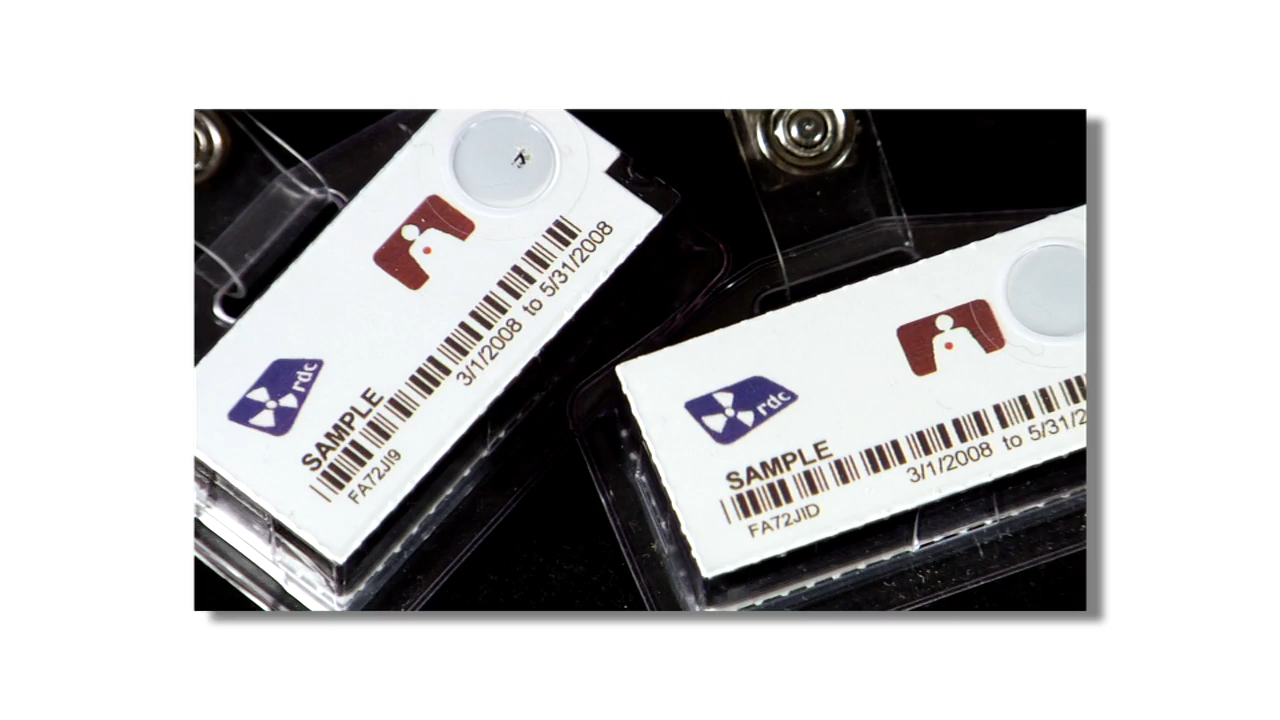 rdc
SAMPLE
FA72JI9
3/1/2008 to 5/31/2008
rdc
SAMPLE
FA72JID
3/1/2008 to 5/31/2